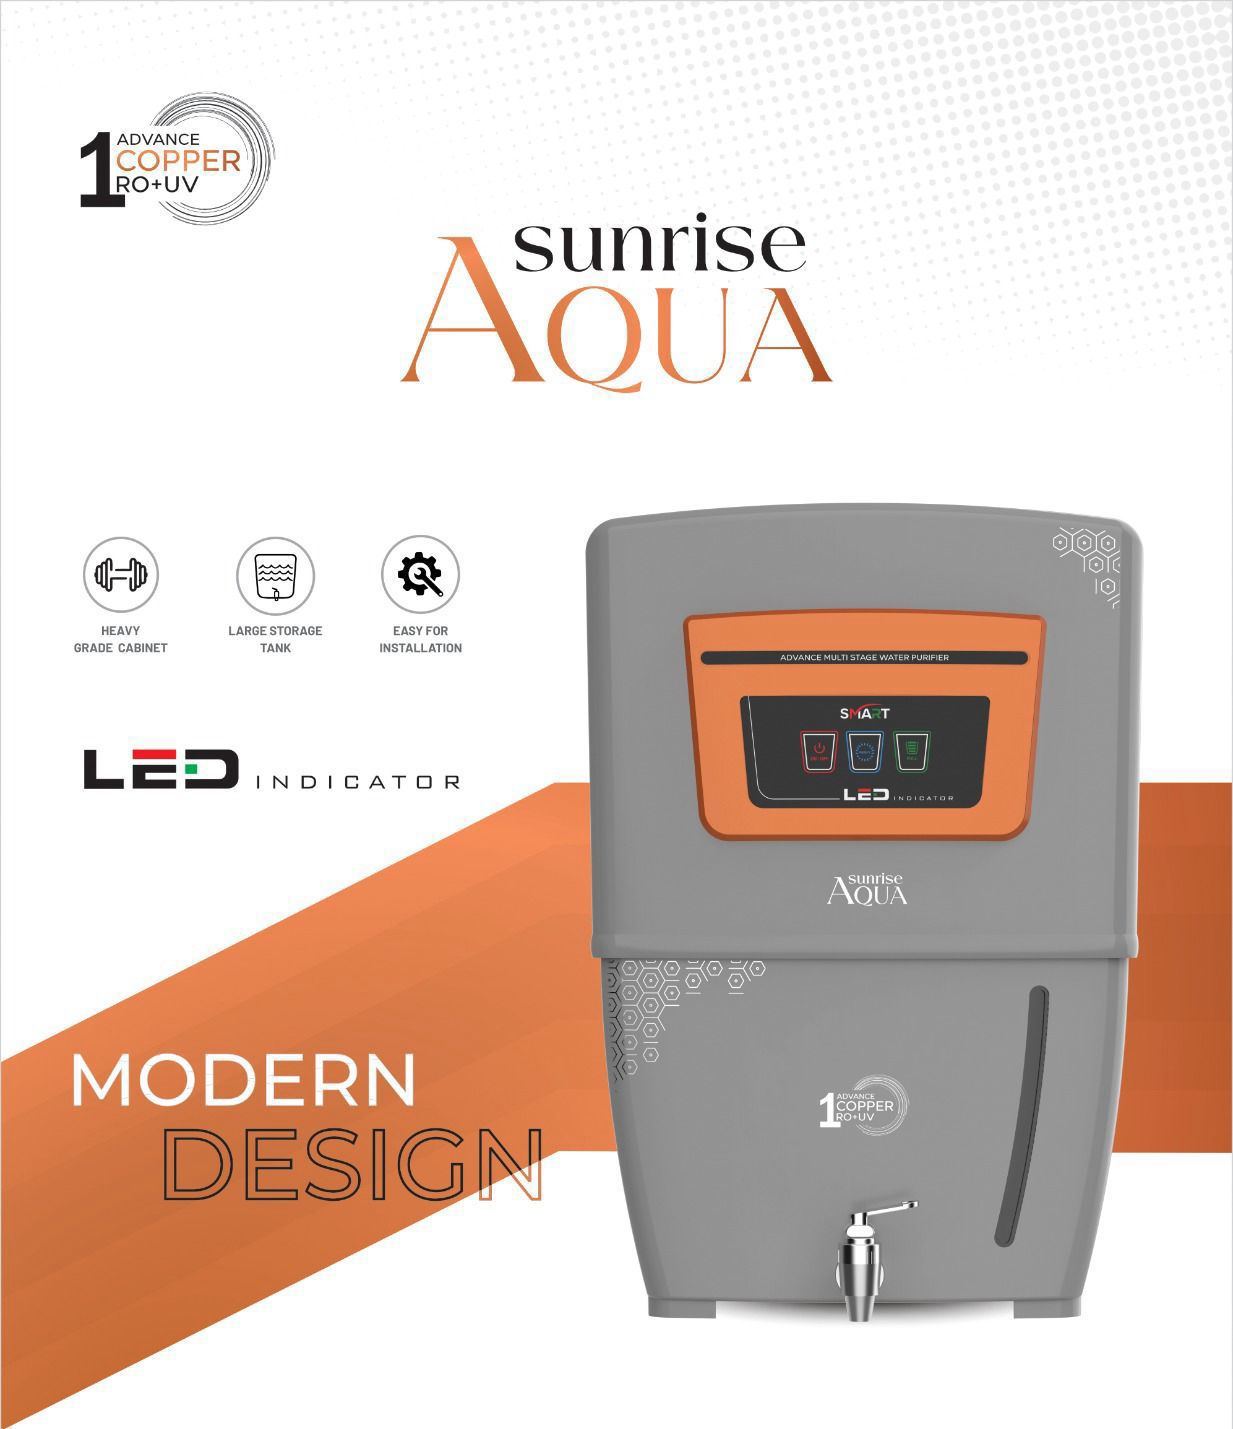 1 ADVANCE
COPPER
RO+UV
sunrise
AQUA
HEAVY
GRADE CABINET
LARGE STORAGE
TANK
EASY FOR
INSTALLATION
LED INDICATOR
ADVANCE MULTI STAGE WATER PURIFIER
SMART
LED INDICATOR
sunrise
AQUA
MODERN
DESIGN
1 ADVANCE
COPPER
RO+UV